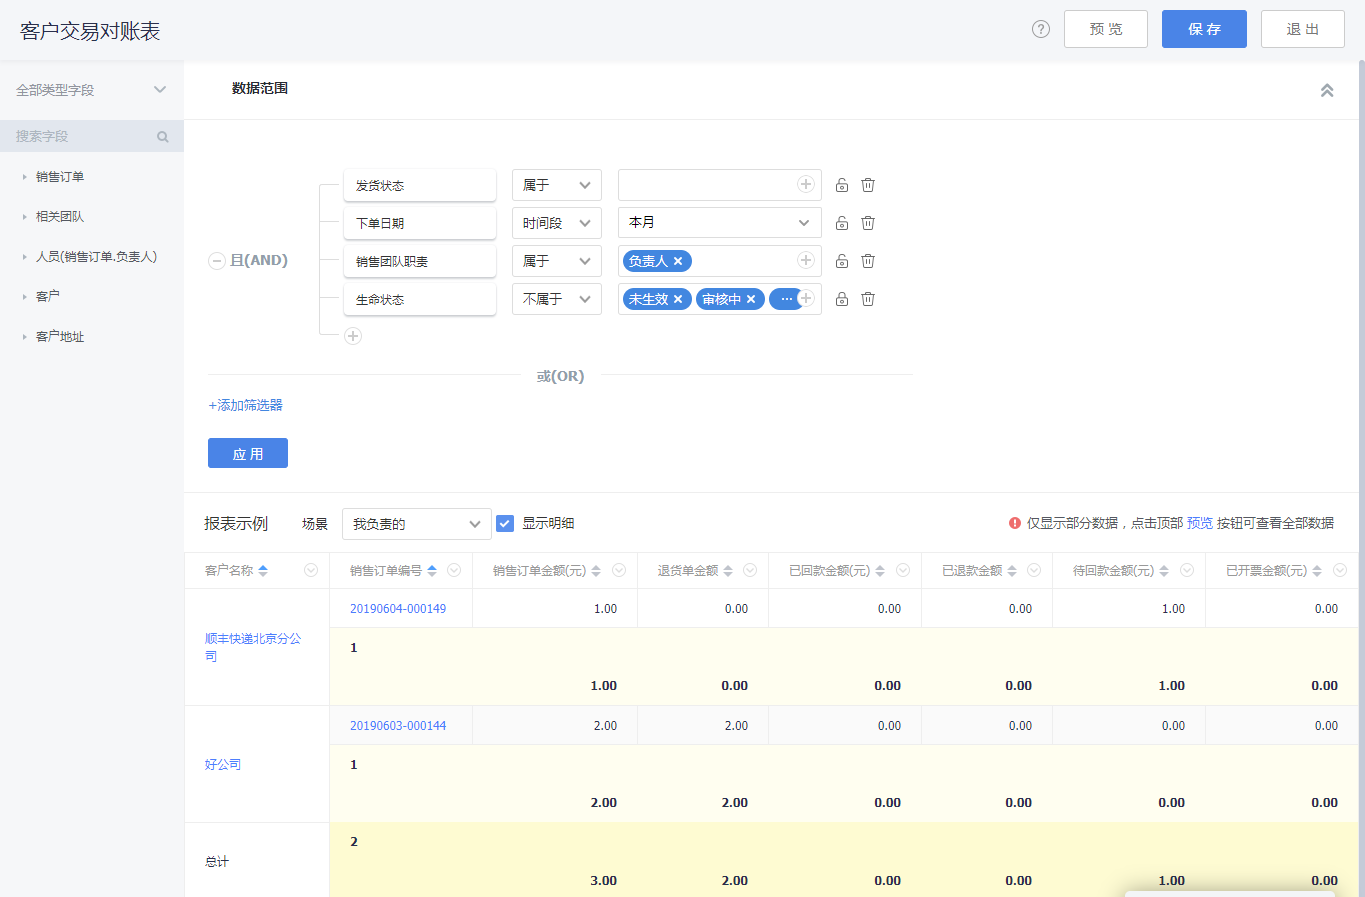 客户交易对账表
?
预 览
保 存
退 出
全部类型字段
搜索字段
销售订单
相关团队
人员(销售订单.负责人)
客户
客户地址
数据范围
且(AND)
发货状态 属于
下单日期 时间段 本月
销售团队职责 属于 负责人 ×
生命状态 不属于 未生效 × 审核中 × ...
或(OR)
+添加筛选器
应 用
报表示例 场景 我负责的 显示明细
仅显示部分数据，点击顶部 预览 按钮可查看全部数据
客户名称 销售订单编号 销售订单金额(元) 退货单金额 已回款金额(元) 已退款金额 待回款金额(元) 已开票金额(元)
顺丰快递北京分公
司
20190604-000149 1.00 0.00 0.00 0.00 1.00 0.00
1
1.00 0.00 0.00 0.00 1.00 0.00
好公司
20190603-000144 2.00 2.00 0.00 0.00 0.00 0.00
1
2.00 2.00 0.00 0.00 0.00 0.00
总计
2
3.00 2.00 0.00 0.00 1.00 0.00